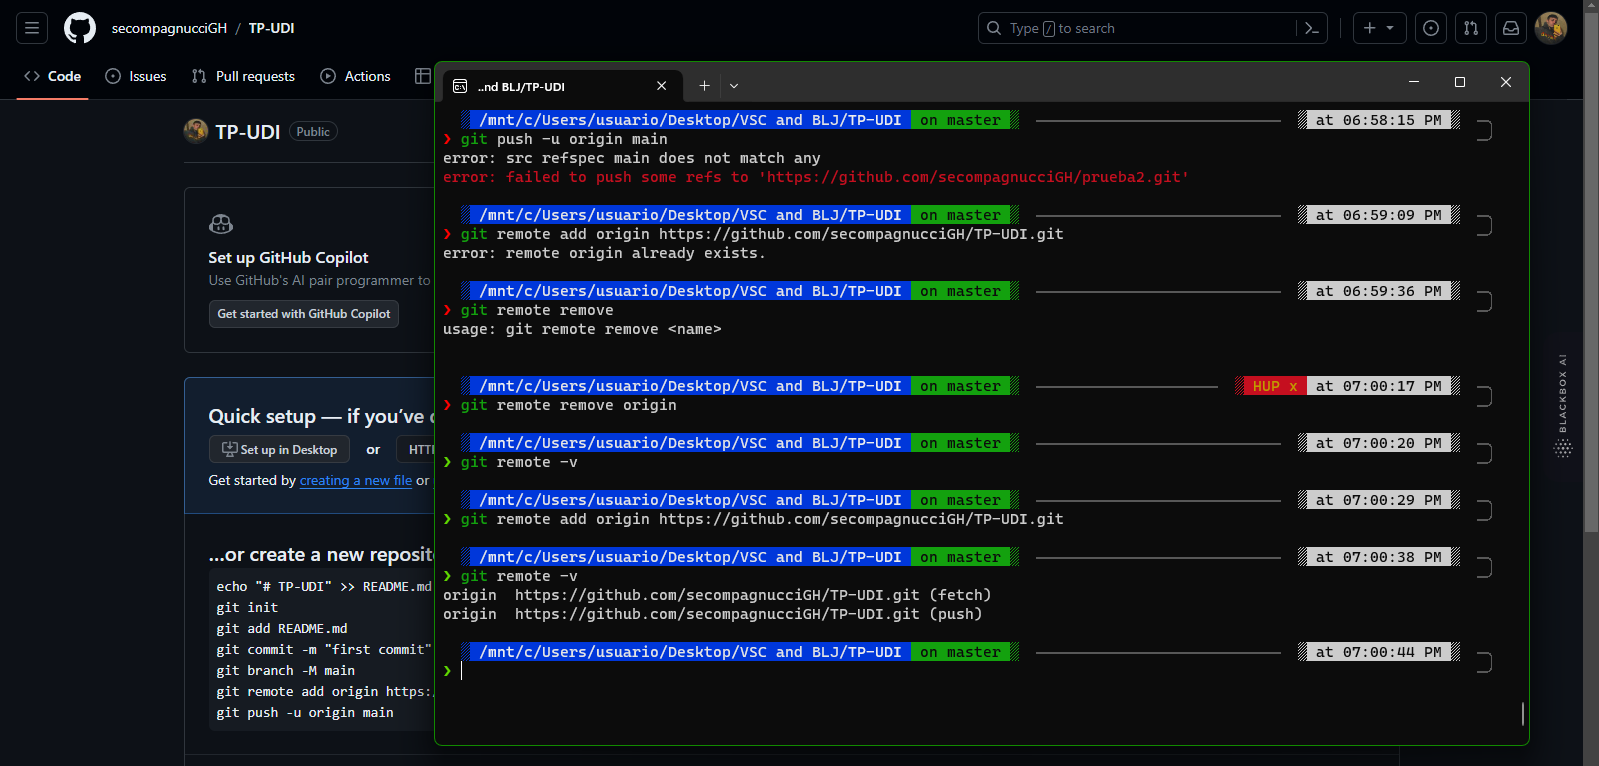 secompagnucciGH / TP-UDI
Type / to search
Code
Issues
Pull requests
Actions
TP-UDI Public
Set up GitHub Copilot
Use GitHub's AI pair programmer to
Get started with GitHub Copilot
Quick setup — if you've
Set up in Desktop or
Get started by creating a new file or
...or create a new
echo "# TP-UDI" >> README.md
git init
git add README.md
git commit -m "first commit"
git branch -M main
git remote add origin https:
git push -u origin main
..nd BLJ/TP-UDI
/mnt/c/Users/usuario/Desktop/VSC and BLJ/TP-UDI on master at 06:58:15 PM
❯ git push -u origin main
error: src refspec main does not match any
error: failed to push some refs to 'https://github.com/secompagnucciGH/prueba2.git'
/mnt/c/Users/usuario/Desktop/VSC and BLJ/TP-UDI on master at 06:59:09 PM
❯ git remote add origin https://github.com/secompagnucciGH/TP-UDI.git
error: remote origin already exists.
/mnt/c/Users/usuario/Desktop/VSC and BLJ/TP-UDI on master at 06:59:36 PM
❯ git remote remove
usage: git remote remove <name>
/mnt/c/Users/usuario/Desktop/VSC and BLJ/TP-UDI on master HUP x at 07:00:17 PM
❯ git remote remove origin
/mnt/c/Users/usuario/Desktop/VSC and BLJ/TP-UDI on master at 07:00:20 PM
❯ git remote -v
/mnt/c/Users/usuario/Desktop/VSC and BLJ/TP-UDI on master at 07:00:29 PM
❯ git remote add origin https://github.com/secompagnucciGH/TP-UDI.git
/mnt/c/Users/usuario/Desktop/VSC and BLJ/TP-UDI on master at 07:00:38 PM
❯ git remote -v
origin https://github.com/secompagnucciGH/TP-UDI.git (fetch)
origin https://github.com/secompagnucciGH/TP-UDI.git (push)
/mnt/c/Users/usuario/Desktop/VSC and BLJ/TP-UDI on master at 07:00:44 PM
❯
BLACKBOX AI